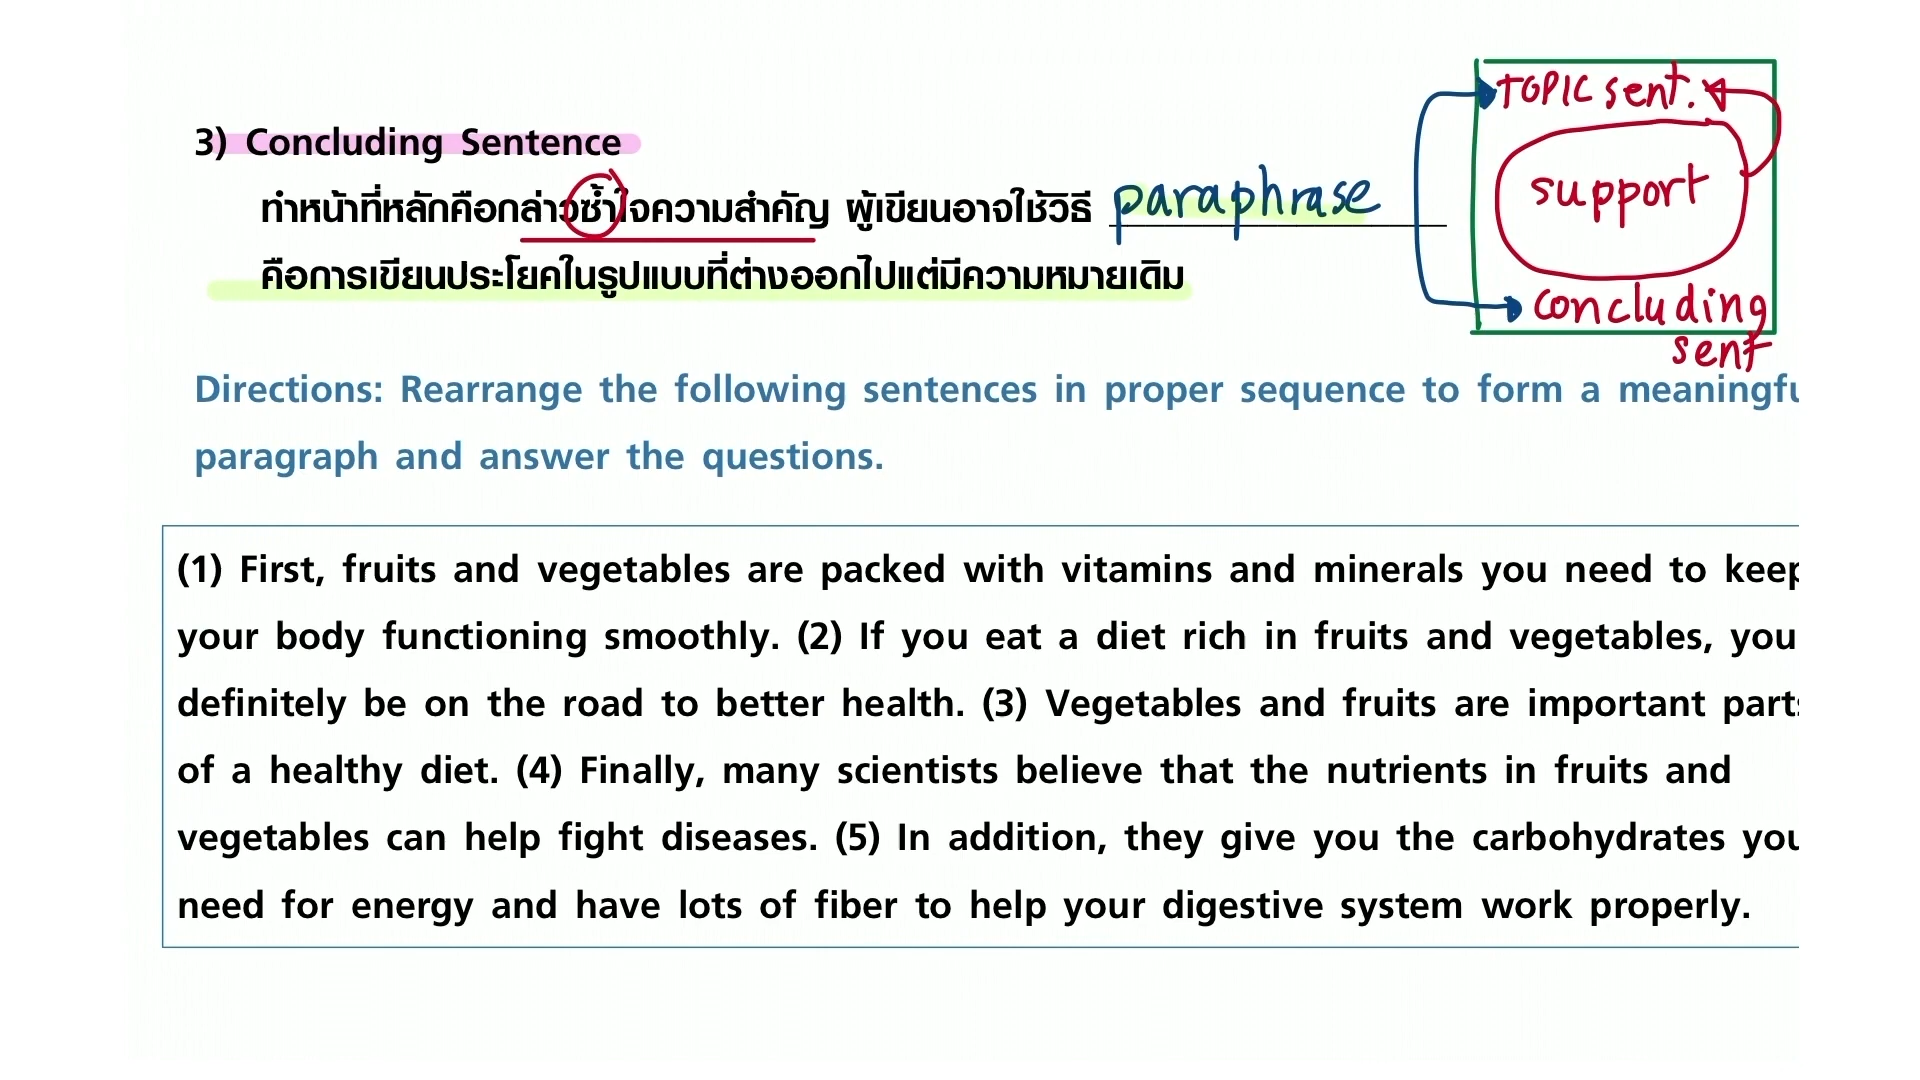 TOPIC sent.
support
concluding
sent
3) Concluding Sentence
ทำหน้าที่หลักคือกล่าวซ้ำใจความสำคัญ ผู้เขียนอาจใช้วิธี paraphrase
คือการเขียนประโยคในรูปแบบที่ต่างออกไปแต่มีความหมายเดิม
Directions: Rearrange the following sentences in proper sequence to form a meaningfu
paragraph and answer the questions.
(1) First, fruits and vegetables are packed with vitamins and minerals you need to keep
your body functioning smoothly. (2) If you eat a diet rich in fruits and vegetables, you
definitely be on the road to better health. (3) Vegetables and fruits are important parts
of a healthy diet. (4) Finally, many scientists believe that the nutrients in fruits and
vegetables can help fight diseases. (5) In addition, they give you the carbohydrates you
need for energy and have lots of fiber to help your digestive system work properly.